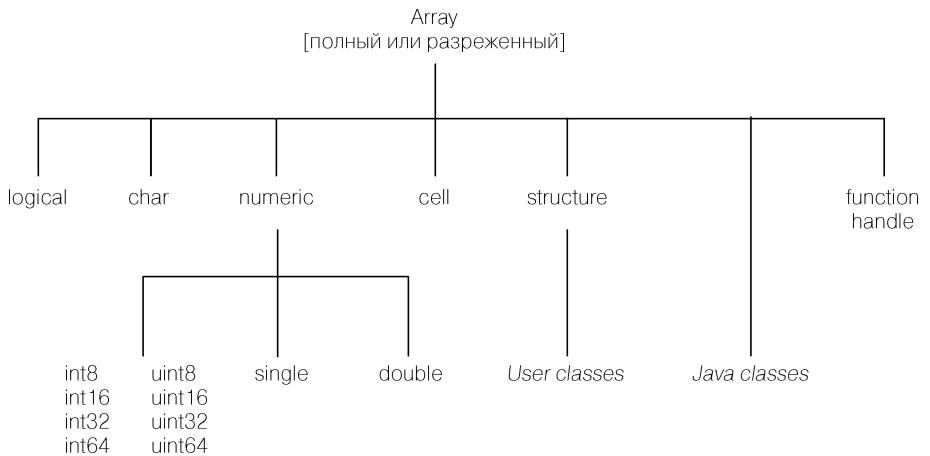 Array
[полный или разреженный]
logical char numeric cell structure function
handle
int8 uint8 single double User classes Java classes
int16 uint16
int32 uint32
int64 uint64